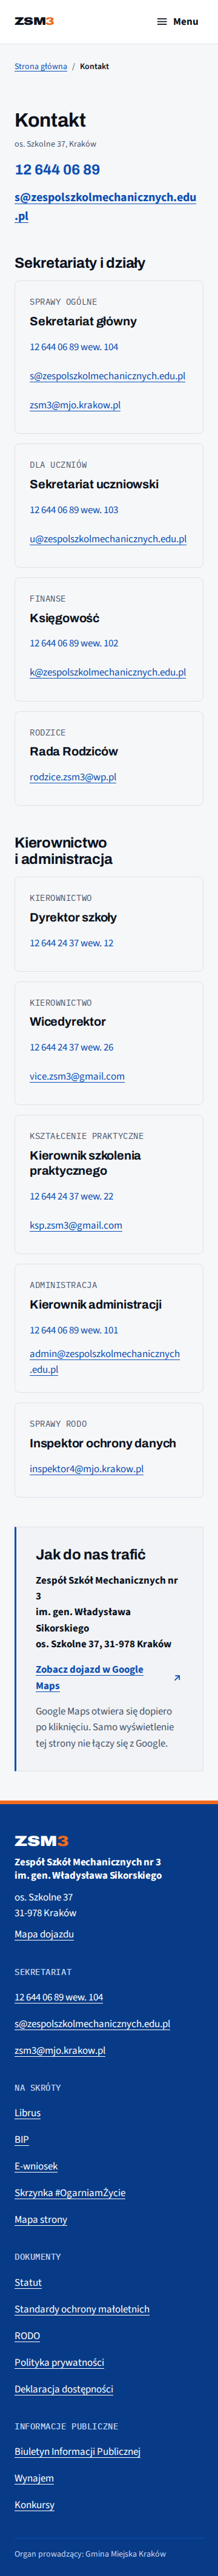 ZSM3
Menu
Strona główna / Kontakt
Kontakt
os. Szkolne 37, Kraków
12 644 06 89
s@zespolszkolmechanicznych.edu
.pl
Sekretariaty i działy
SPRAWY OGÓLNE
Sekretariat główny
12 644 06 89 wew. 104
s@zespolszkolmechanicznych.edu.pl
zsm3@mjo.krakow.pl
DLA UCZNIÓW
Sekretariat uczniowski
12 644 06 89 wew. 103
u@zespolszkolmechanicznych.edu.pl
FINANSE
Księgowość
12 644 06 89 wew. 102
k@zespolszkolmechanicznych.edu.pl
RODZICE
Rada Rodziców
rodzice.zsm3@wp.pl
Kierownictwo
i administracja
KIEROWNICTWO
Dyrektor szkoły
12 644 24 37 wew. 12
KIEROWNICTWO
Wicedyrektor
12 644 24 37 wew. 26
vice.zsm3@gmail.com
KSZTAŁCENIE PRAKTYCZNE
Kierownik szkolenia
praktycznego
12 644 24 37 wew. 22
ksp.zsm3@gmail.com
ADMINISTRACJA
Kierownik administracji
12 644 06 89 wew. 101
admin@zespolszkolmechanicznych
.edu.pl
SPRAWY RODO
Inspektor ochrony danych
inspektor4@mjo.krakow.pl
Jak do nas trafić
Zespół Szkół Mechanicznych nr
3
im. gen. Władysława
Sikorskiego
os. Szkolne 37, 31-978 Kraków
Zobacz dojazd w Google
Maps
Google Maps otwiera się dopiero
po kliknięciu. Samo wyświetlenie
tej strony nie łączy się z Google.
ZSM3
Zespół Szkół Mechanicznych nr 3
im. gen. Władysława Sikorskiego
os. Szkolne 37
31-978 Kraków
Mapa dojazdu
SEKRETARIAT
12 644 06 89 wew. 104
s@zespolszkolmechanicznych.edu.pl
zsm3@mjo.krakow.pl
NA SKRÓTY
Librus
BIP
E-wniosek
Skrzynka #OgarniamŻycie
Mapa strony
DOKUMENTY
Statut
Standardy ochrony małoletnich
RODO
Polityka prywatności
Deklaracja dostępności
INFORMACJE PUBLICZNE
Biuletyn Informacji Publicznej
Wynajem
Konkursy
Organ prowadzący: Gmina Miejska Kraków